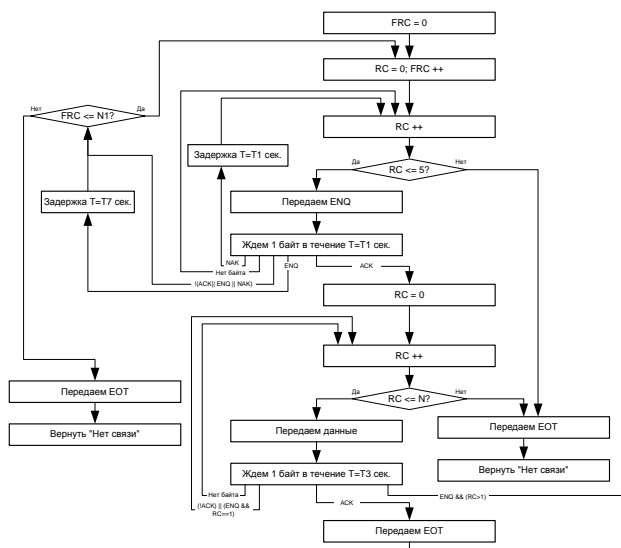 FRC = 0
RC = 0; FRC ++
Нет
Да
FRC <= N1?
RC ++
Задержка T=T1 сек.
Да
RC <= 5?
Нет
Задержка T=T7 сек.
Передаем ENQ
Ждем 1 байт в течение T=T1 сек.
NAK
ENQ
ACK
Нет байта
!(ACK|| ENQ || NAK)
RC = 0
RC ++
Передаем EOT
Да
RC <= N?
Нет
Вернуть "Нет связи"
Передаем данные
Передаем EOT
Ждем 1 байт в течение T=T3 сек.
Вернуть "Нет связи"
Нет байта
ACK
ENQ && (RC>1)
(!ACK) || (ENQ &&
RC==1)
Передаем EOT